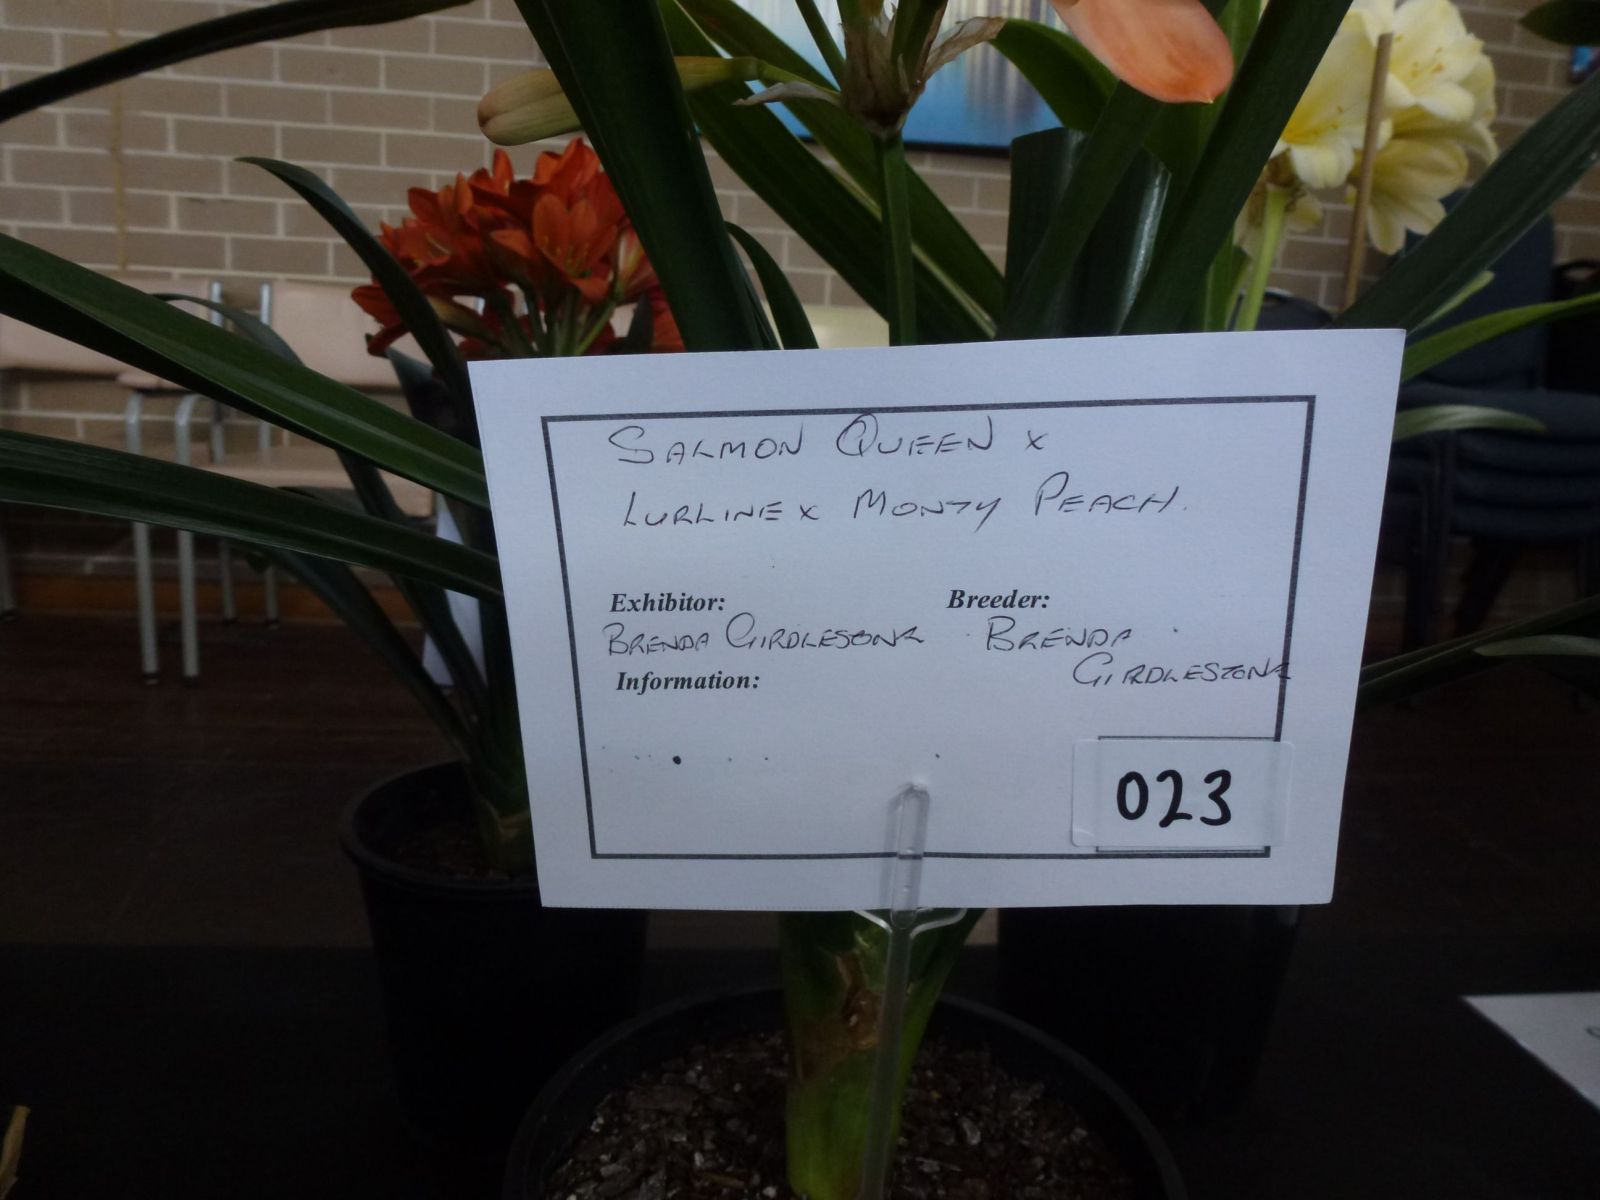 SALMON QUEEN x
LURLINE x MONTY PEACH.
Exhibitor:
Breeder:
BRENDA GIRDLESTONE
BRENDA
GIRDLESTONE
Information:
023